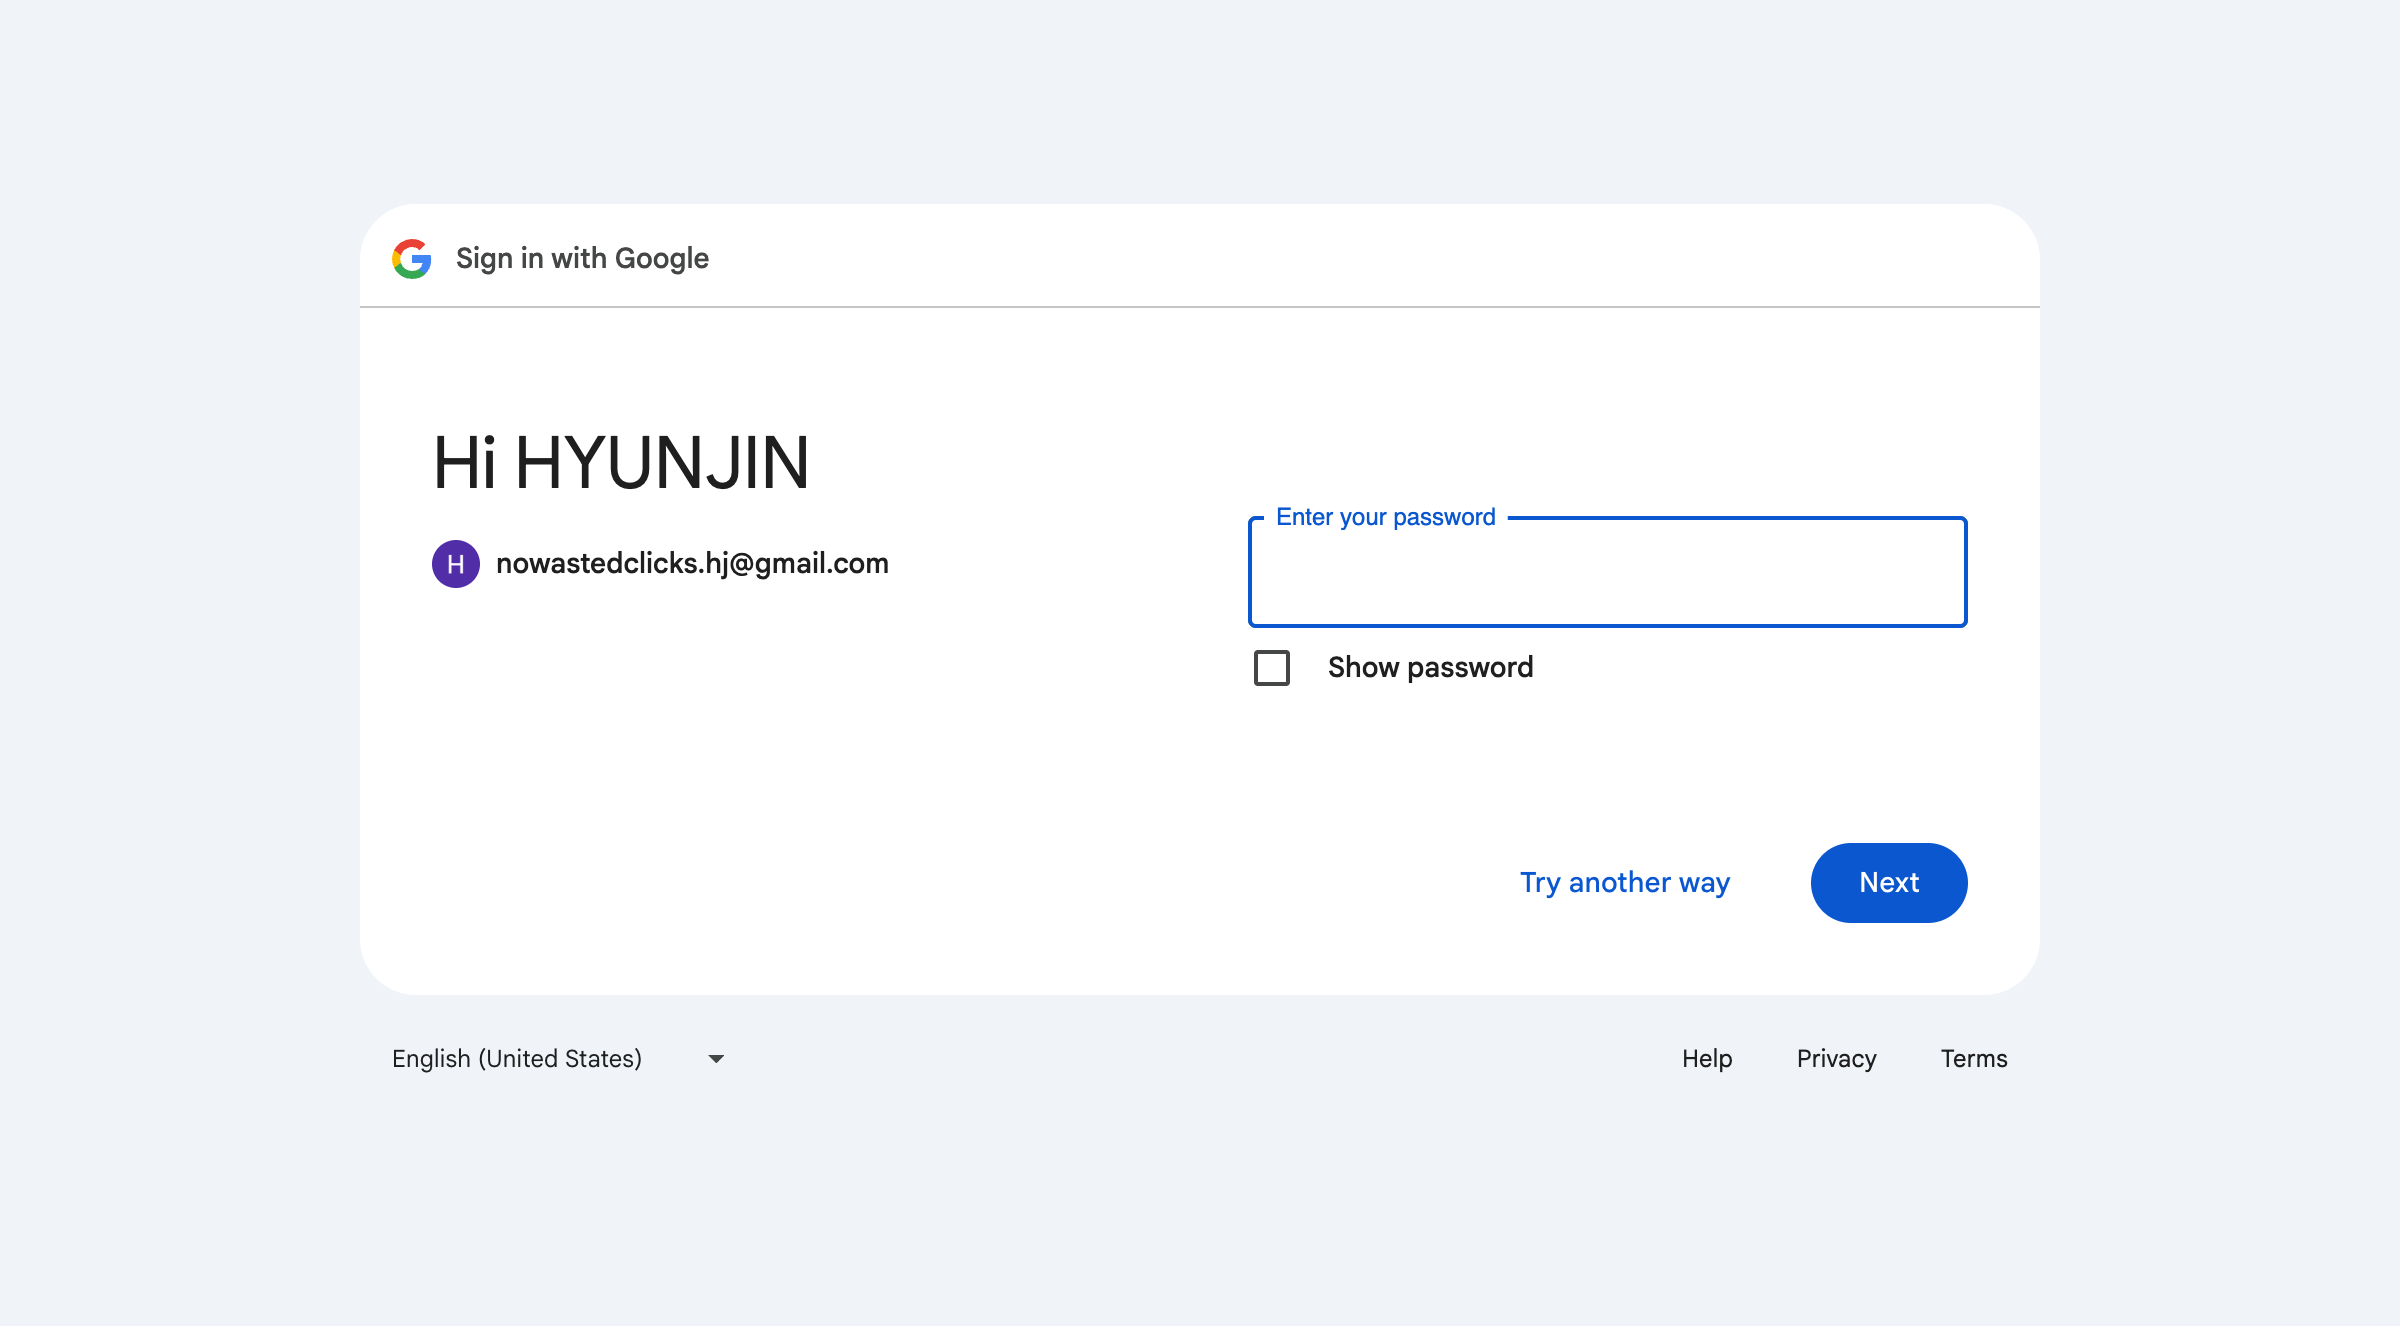 Sign in with Google
Hi HYUNJIN
H nowastedclicks.hj@gmail.com
Enter your password
Show password
Try another way
Next
English (United States)
Help Privacy Terms